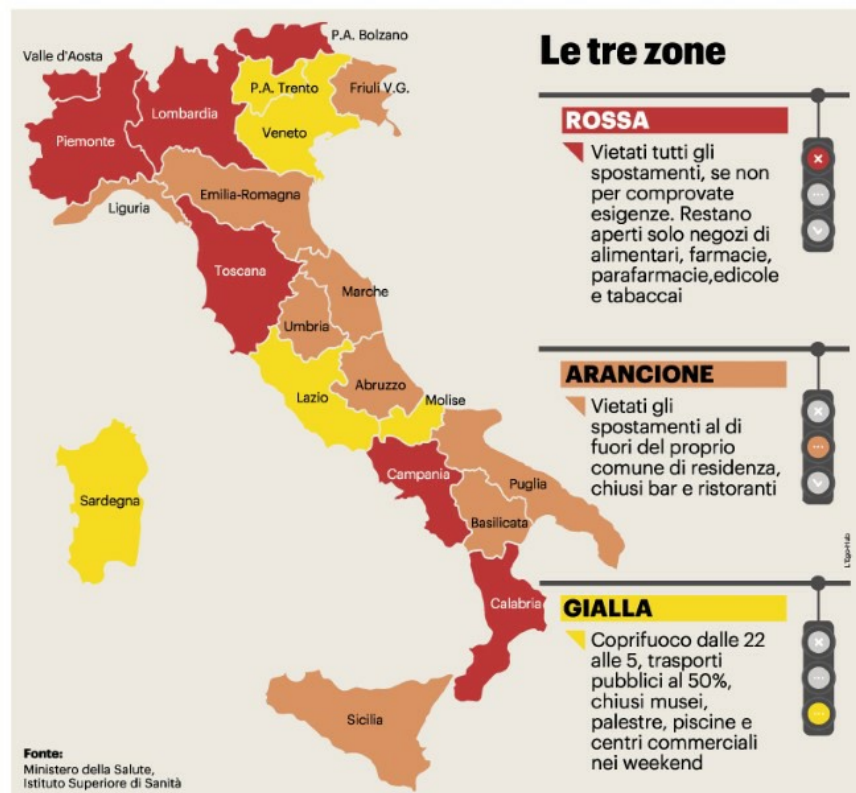 Le tre zone
P.A. Bolzano
Valle d'Aosta
P.A. Trento
Friuli V.G.
Lombardia
Veneto
Piemonte
Emilia-Romagna
Liguria
Toscana
Marche
Umbria
Abruzzo
Lazio
Molise
Campania
Puglia
Basilicata
Sardegna
Calabria
Sicilia
ROSSA
Vietati tutti gli
spostamenti, se non
per comprovate
esigenze. Restano
aperti solo negozi di
alimentari, farmacie,
parafarmacie,edicole
e tabaccai
ARANCIONE
Vietati gli
spostamenti al di
fuori del proprio
comune di residenza,
chiusi bar e ristoranti
GIALLA
Coprifuoco dalle 22
alle 5, trasporti
pubblici al 50%,
chiusi musei,
palestre, piscine e
centri commerciali
nei weekend
L'Ego-Hub
Fonte:
Ministero della Salute,
Istituto Superiore di Sanità